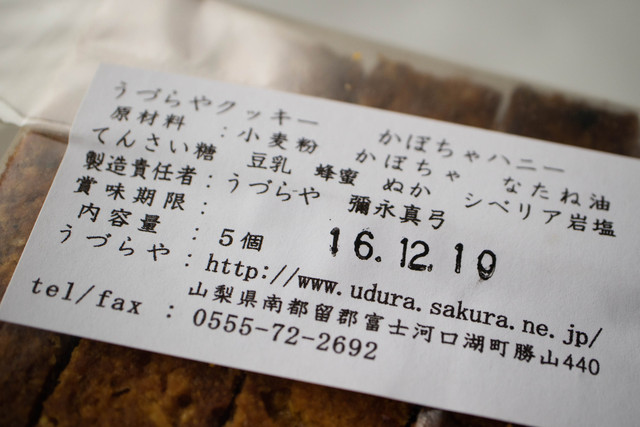 うづらやクッキー　かぼちゃハニー
原材料 : 小麦粉　かぼちゃ　なたね油
てんさい糖　豆乳　蜂蜜　ぬか　シベリア岩塩
製造責任者 : うづらや　彌永真弓
賞味期限 : 16.12.10
内容量 : 5個
うづらや : http://www.udura.sakura.ne.jp/
山梨県南都留郡富士河口湖町勝山440
tel/fax : 0555-72-2692